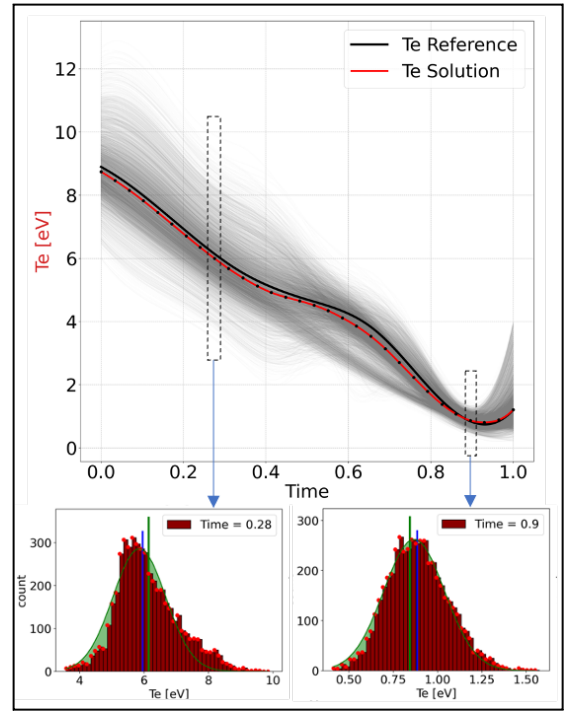 Te Reference
Te Solution
12
10
8
6
4
2
0
Te [eV]
0.0 0.2 0.4 0.6 0.8 1.0
Time
Time = 0.28
300
200
100
0
count
4 6 8 10
Te [eV]
Time = 0.9
300
200
100
0
0.50 0.75 1.00 1.25 1.50
Te [eV]